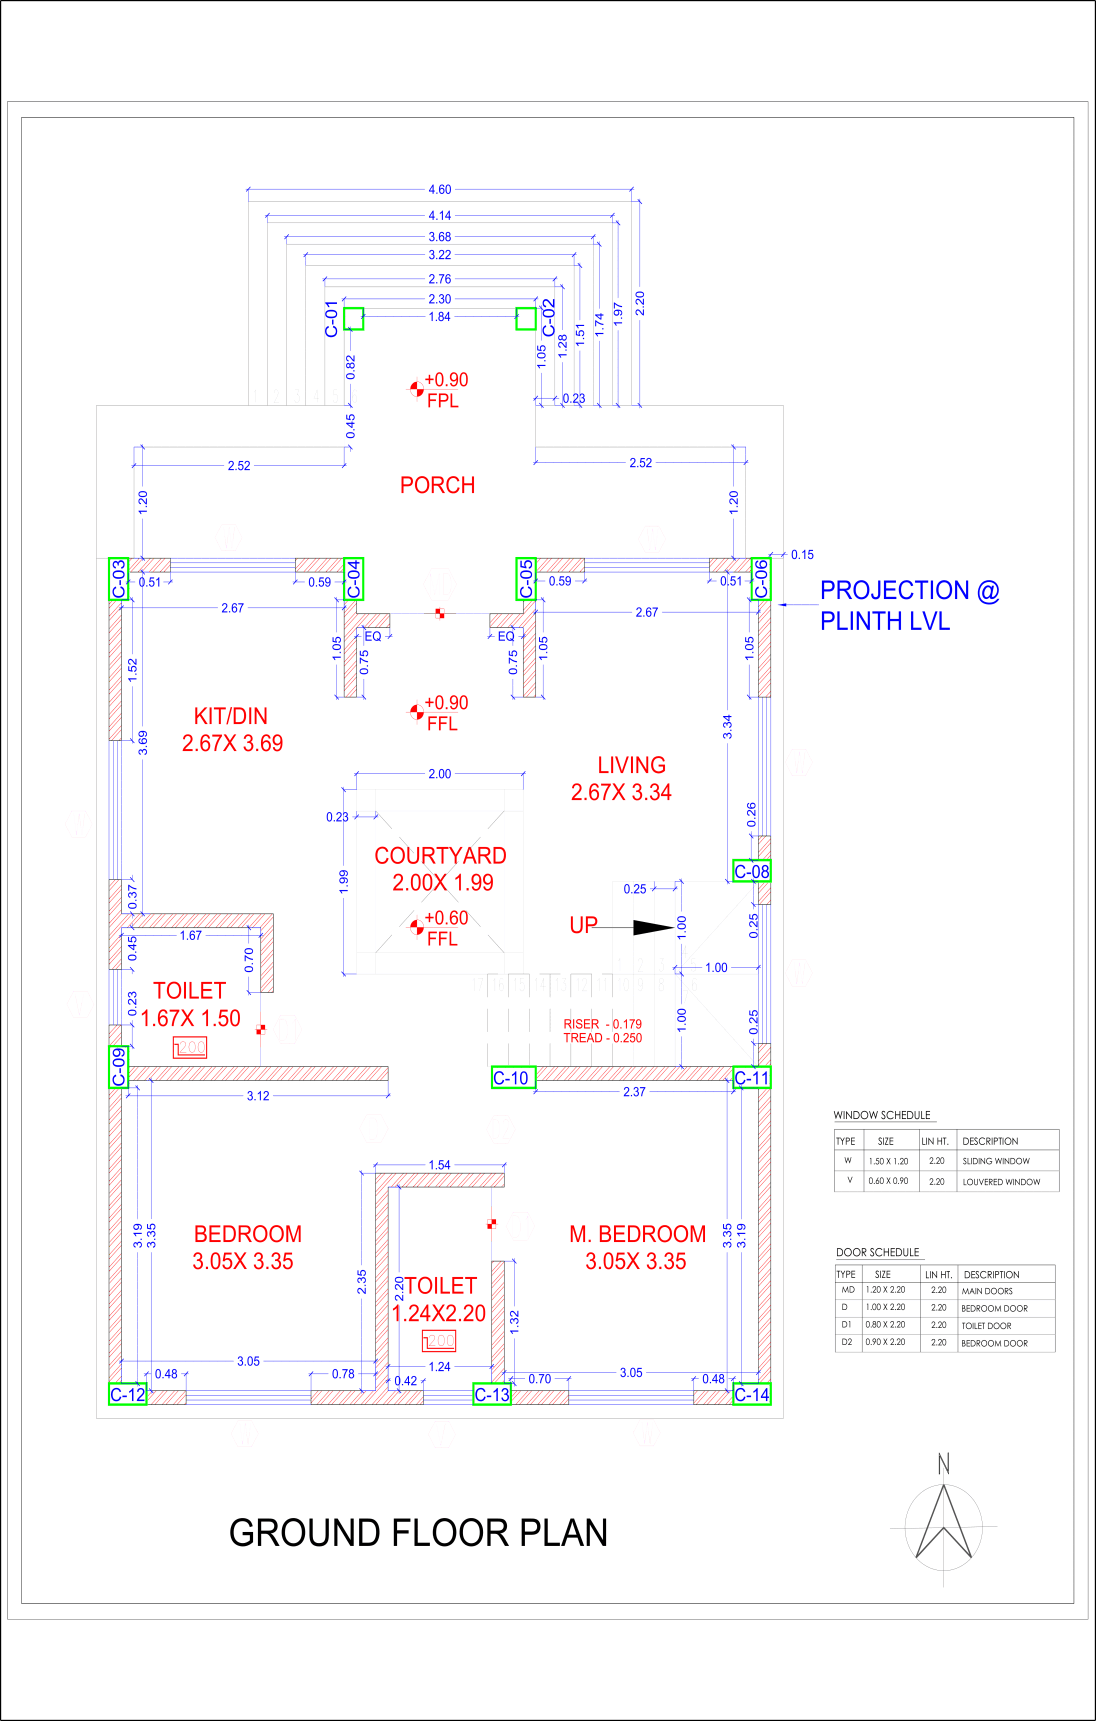 4.60
4.14
3.68
3.22
2.76
2.30
1.84
C-01
C-02
0.82
0.45
1.05
1.28
1.51
1.74
1.97
2.20
0.23
+0.90
FPL
PORCH
2.52
2.52
1.20
1.20
0.15
C-03
C-04
C-05
C-06
0.51
0.59
0.59
0.51
2.67
2.67
PROJECTION @
PLINTH LVL
EQ
EQ
1.05
0.75
0.75
1.05
1.05
1.52
3.69
3.34
+0.90
FFL
KIT/DIN
2.67X 3.69
LIVING
2.67X 3.34
2.00
0.23
0.26
COURTYARD
2.00X 1.99
1.99
C-08
0.37
0.25
+0.60
FFL
UP
1.00
0.25
1.67
0.45
0.70
1.00
TOILET
1.67X 1.50
0.23
17 16 15 14 13 12 11 10 9 8
RISER - 0.179
TREAD - 0.250
1.00
0.25
200
C-09
C-10
C-11
3.12
2.37
WINDOW SCHEDULE
TYPE SIZE LIN HT. DESCRIPTION
W 1.50 X 1.20 2.20 SLIDING WINDOW
V 0.60 X 0.90 2.20 LOUVERED WINDOW
1.54
BEDROOM
3.05X 3.35
M. BEDROOM
3.05X 3.35
3.19
3.35
3.35
3.19
2.35
2.20
TOILET
1.24X2.20
1.32
200
DOOR SCHEDULE
TYPE SIZE LIN HT. DESCRIPTION
MD 1.20 X 2.20 2.20 MAIN DOORS
D 1.00 X 2.20 2.20 BEDROOM DOOR
D1 0.80 X 2.20 2.20 TOILET DOOR
D2 0.90 X 2.20 2.20 BEDROOM DOOR
3.05
1.24
3.05
0.48
0.78
0.42
0.70
0.48
C-12
C-13
C-14
N
GROUND FLOOR PLAN